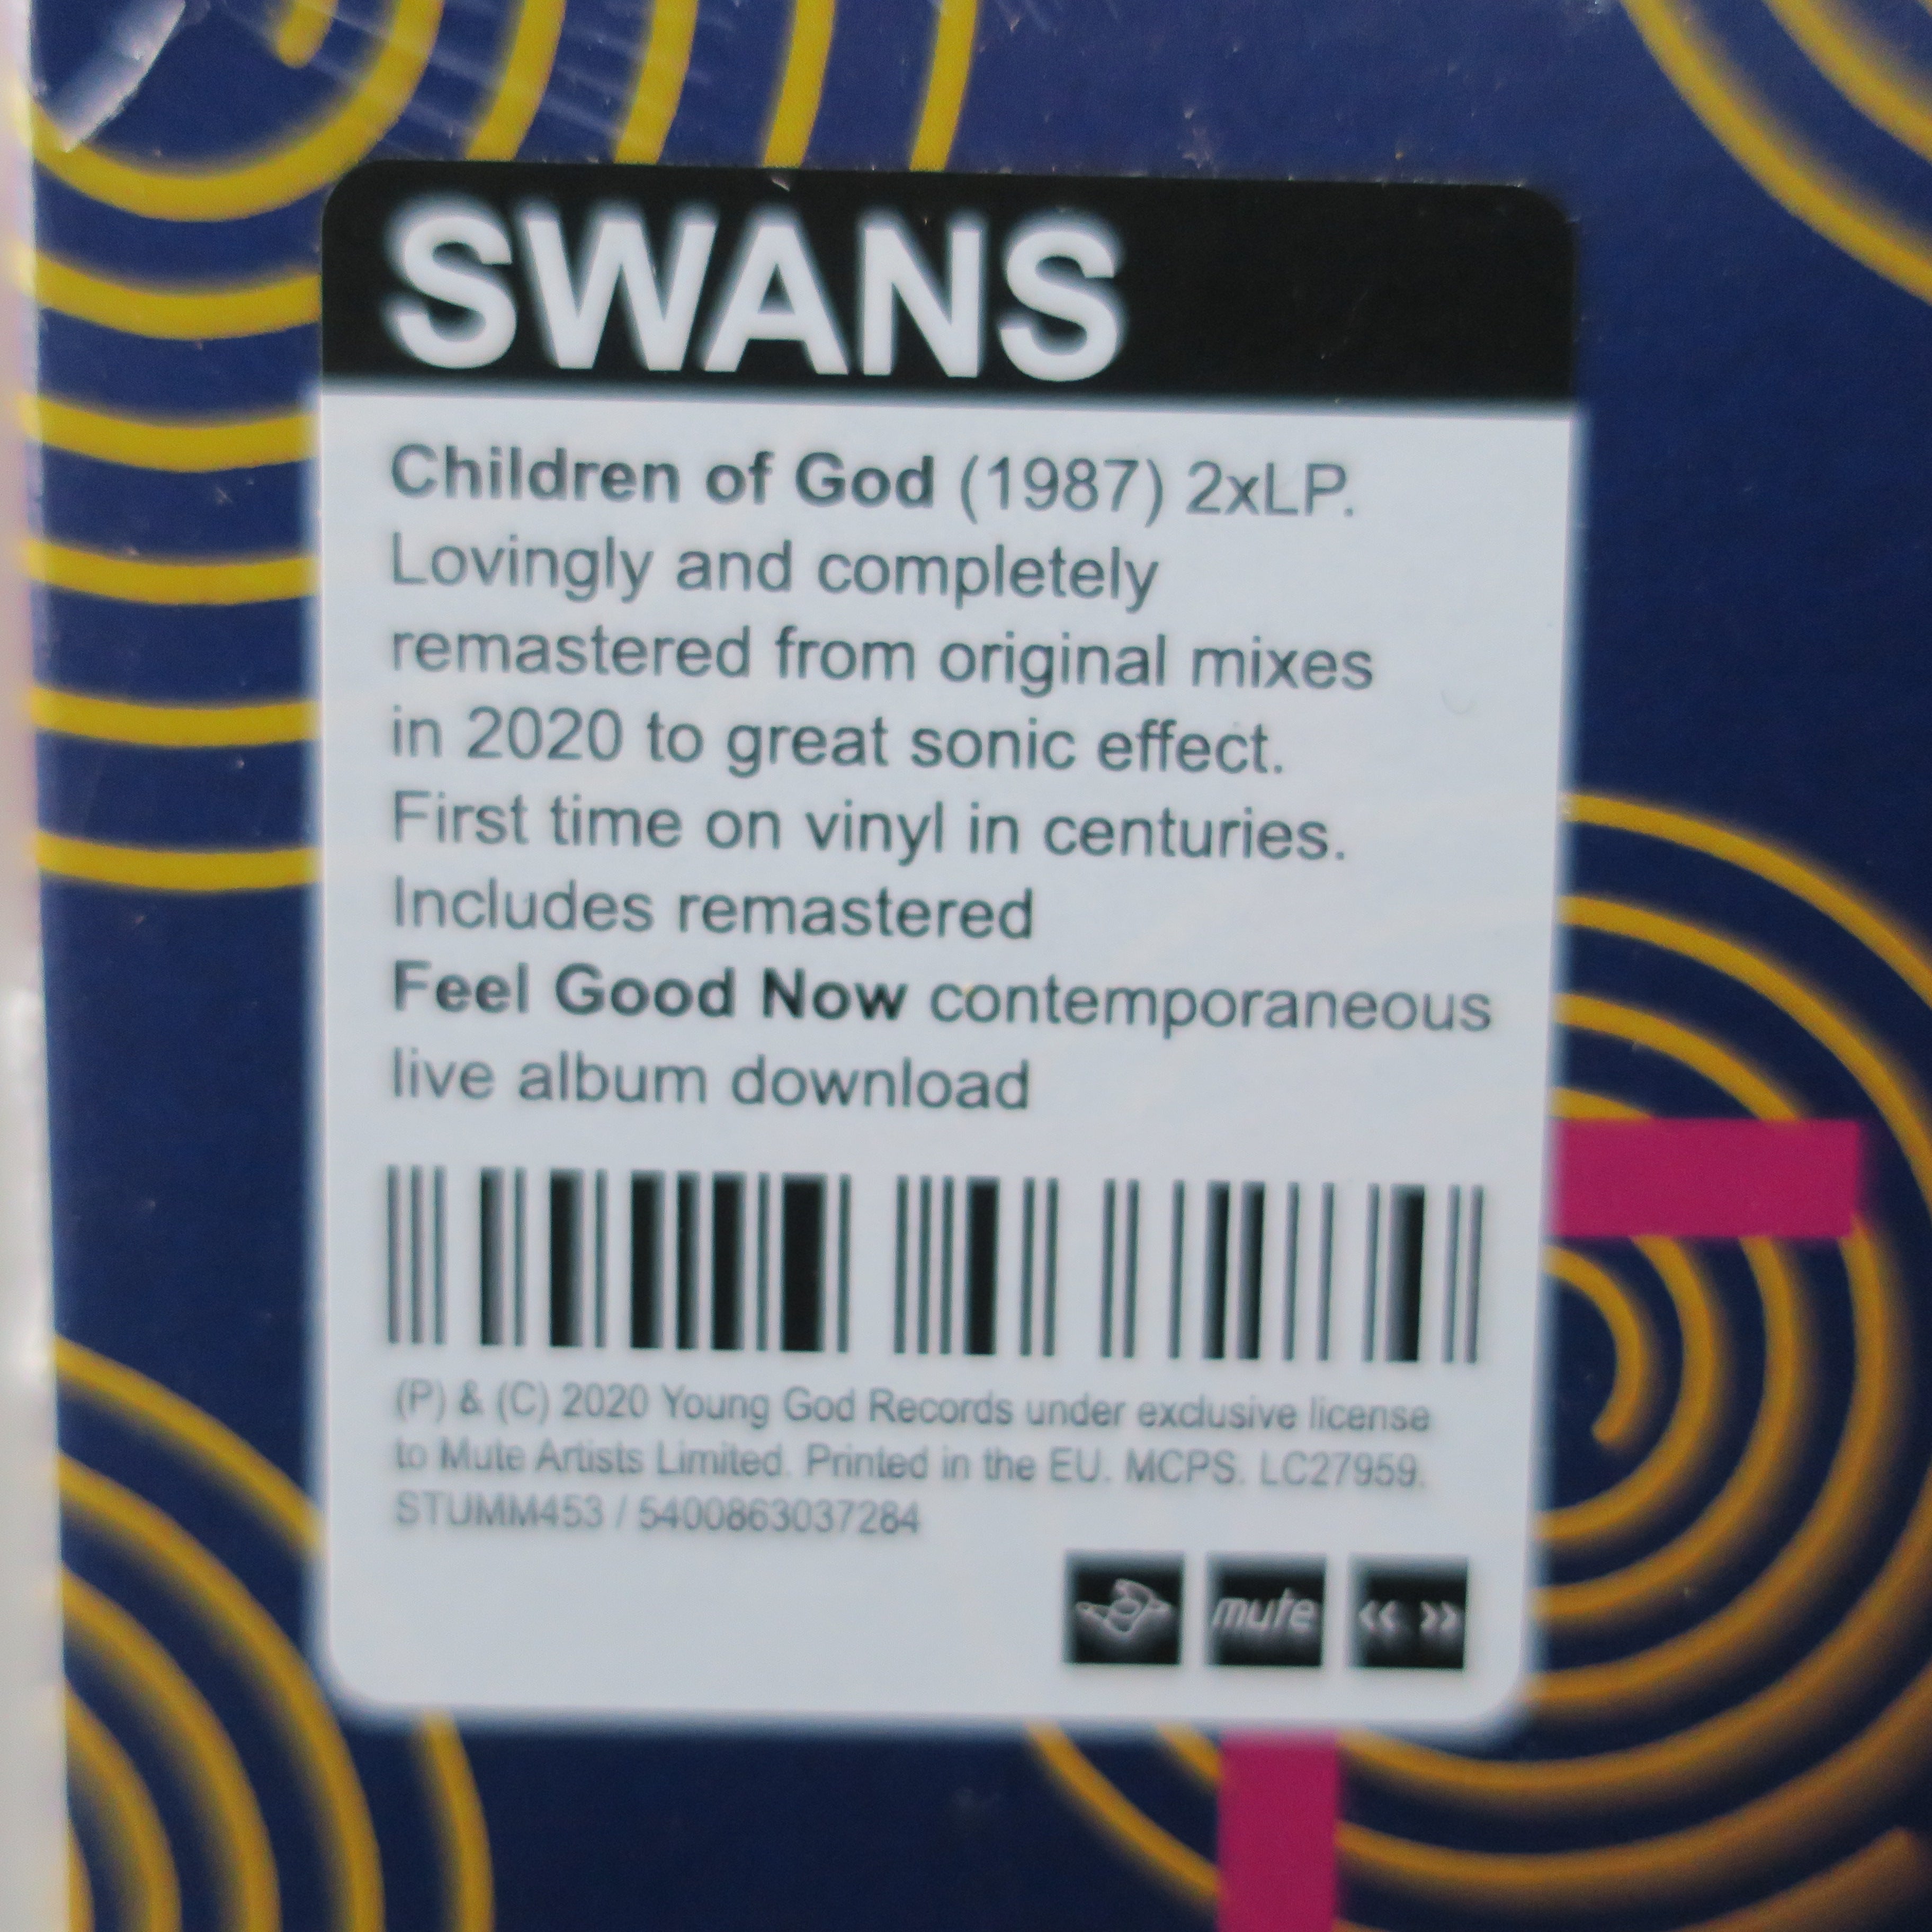 SWANS
Children of God (1987) 2xLP.
Lovingly and completely
remastered from original mixes
in 2020 to great sonic effect.
First time on vinyl in centuries.
Includes remastered
Feel Good Now contemporaneous
live album download
(P) & (C) 2020 Young God Records under exclusive license
to Mute Artists Limited. Printed in the EU. MCPS. LC27959.
STUMM453 / 5400863037284
mute << >>